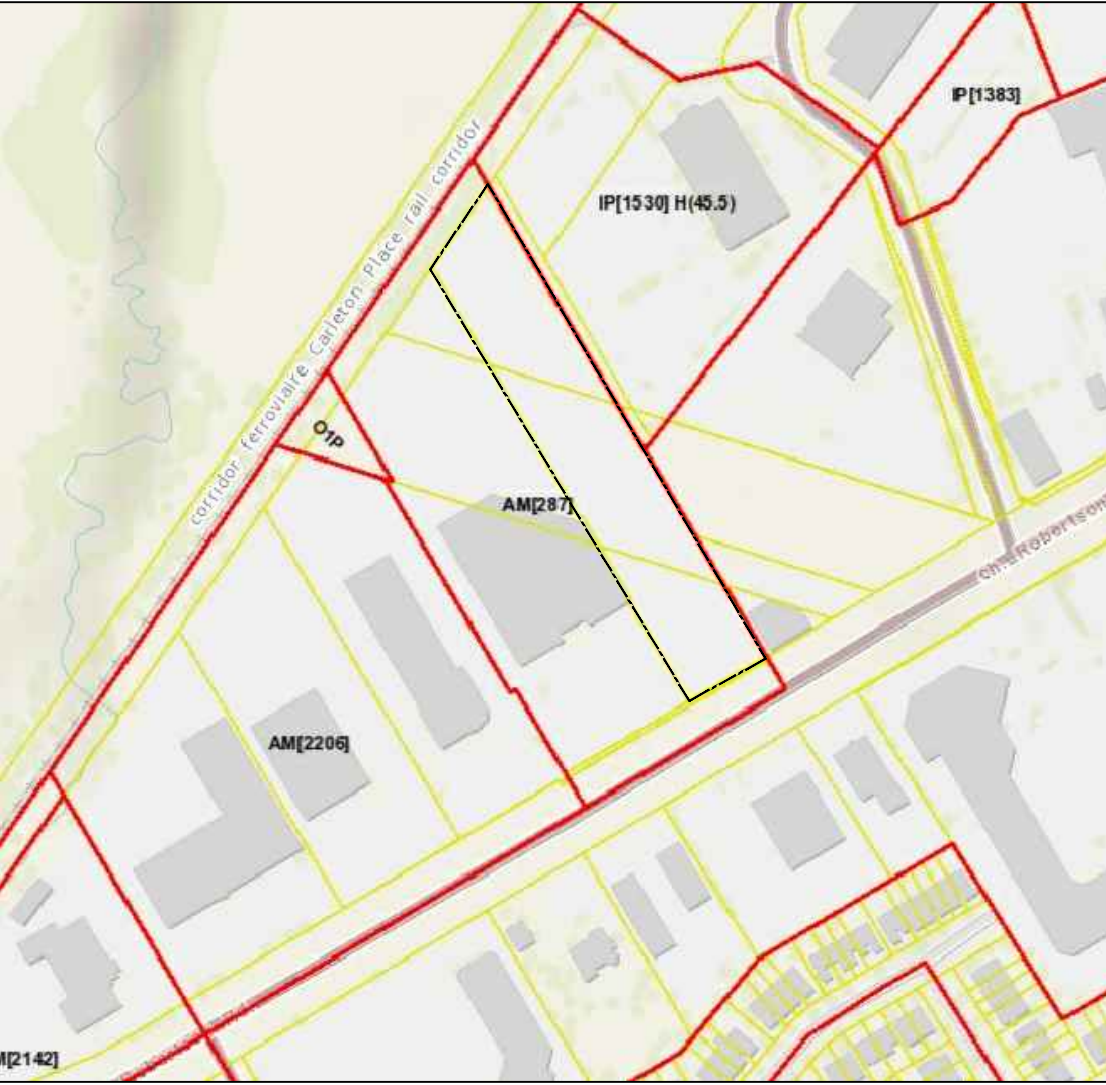 IP[1383]
corridor ferroviaire Carleton Place rail corridor
IP[1530] H(45.5)
O1P
AM[287]
ch. Robertson
AM[2206]
M[2142]